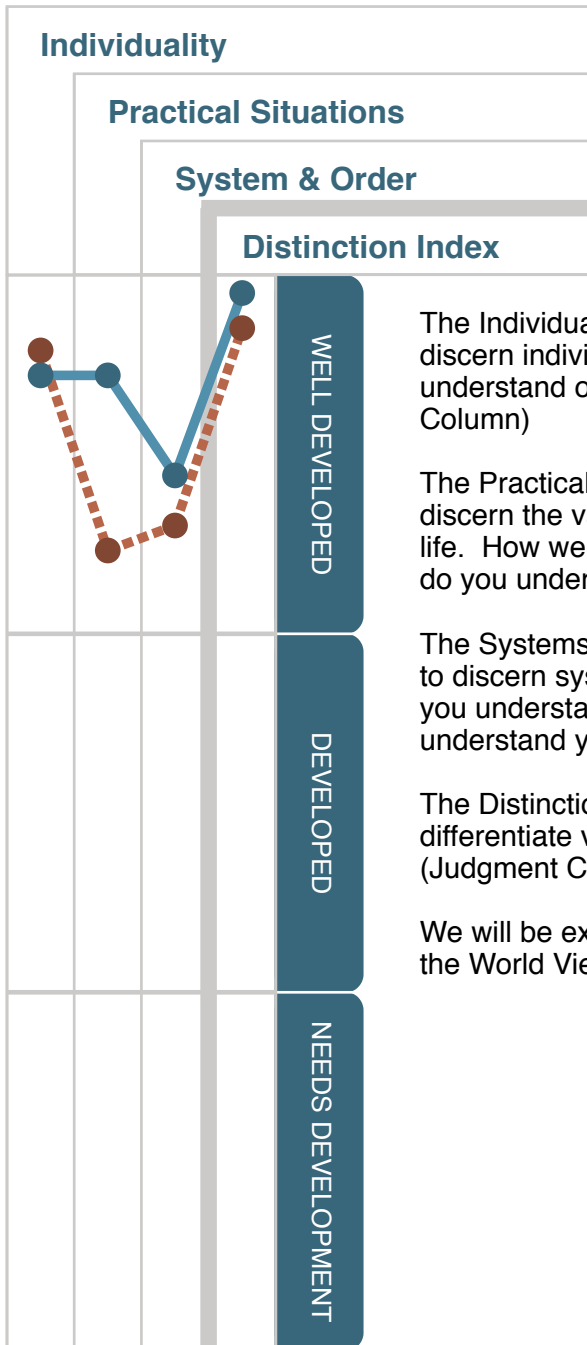 Individuality
Practical Situations
System & Order
Distinction Index
WELL DEVELOPED
DEVELOPED
NEEDS DEVELOPMENT
The Individua
discern indivi
understand o
Column)
The Practical
discern the v
life. How we
do you under
The Systems
to discern sys
you understa
understand y
The Distinctio
differentiate v
(Judgment C
We will be ex
the World Vie